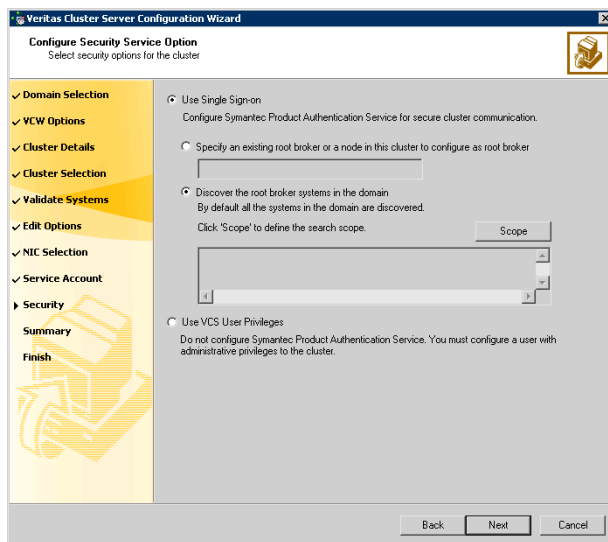 Veritas Cluster Server Configuration Wizard
Configure Security Service Option
Select security options for the cluster
Domain Selection
VCW Options
Cluster Details
Cluster Selection
Validate Systems
Edit Options
NIC Selection
Service Account
Security
Summary
Finish
Use Single Sign-on
Configure Symantec Product Authentication Service for secure cluster communication.
Specify an existing root broker or a node in this cluster to configure as root broker
Discover the root broker systems in the domain
By default all the systems in the domain are discovered.
Click 'Scope' to define the search scope.
Scope
Use VCS User Privileges
Do not configure Symantec Product Authentication Service. You must configure a user with
administrative privileges to the cluster.
Back
Next
Cancel